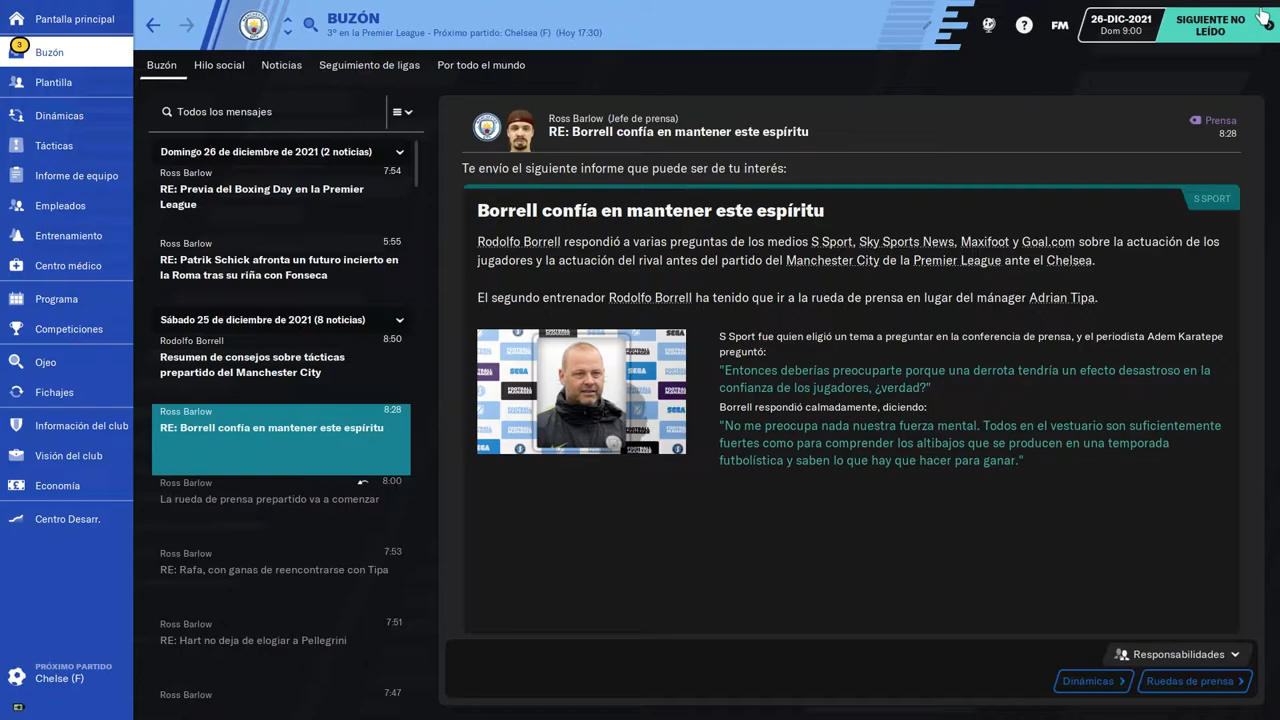 Pantalla principal
3
Buzón
Plantilla
Dinámicas
Tácticas
Informe de equipo
Empleados
Entrenamiento
Centro médico
Programa
Competiciones
Ojeo
Fichajes
Información del club
Visión del club
Economía
Centro Desarr.
PRÓXIMO PARTIDO
Chelse (F)
BUZÓN
3º en la Premier League - Próximo partido: Chelsea (F) (Hoy 17:30)
?
FM
26-DIC-2021
Dom 9:00
SIGUIENTE NO
LEÍDO
Buzón Hilo social Noticias Seguimiento de ligas Por todo el mundo
Todos los mensajes
Domingo 26 de diciembre de 2021 (2 noticias)
Ross Barlow 7:54
RE: Previa del Boxing Day en la Premier
League
Ross Barlow 5:55
RE: Patrik Schick afronta un futuro incierto en
la Roma tras su riña con Fonseca
Sábado 25 de diciembre de 2021 (8 noticias)
Rodolfo Borrell 8:50
Resumen de consejos sobre tácticas
prepartido del Manchester City
Ross Barlow 8:28
RE: Borrell confía en mantener este espíritu
Ross Barlow 8:00
La rueda de prensa prepartido va a comenzar
Ross Barlow 7:53
RE: Rafa, con ganas de reencontrarse con Tipa
Ross Barlow 7:51
RE: Hart no deja de elogiar a Pellegrini
Ross Barlow 7:47
Ross Barlow (Jefe de prensa)
RE: Borrell confía en mantener este espíritu
Prensa
8:28
Te envío el siguiente informe que puede ser de tu interés:
S SPORT
Borrell confía en mantener este espíritu
Rodolfo Borrell respondió a varias preguntas de los medios S Sport, Sky Sports News, Maxifoot y Goal.com sobre la actuación de los
jugadores y la actuación del rival antes del partido del Manchester City de la Premier League ante el Chelsea.
El segundo entrenador Rodolfo Borrell ha tenido que ir a la rueda de prensa en lugar del mánager Adrian Tipa.
FOOTBALL MANAGER
SEGA
S Sport fue quien eligió un tema a preguntar en la conferencia de prensa, y el periodista Adem Karatepe
preguntó:
"Entonces deberías preocuparte porque una derrota tendría un efecto desastroso en la
confianza de los jugadores, ¿verdad?"
Borrell respondió calmadamente, diciendo:
"No me preocupa nada nuestra fuerza mental. Todos en el vestuario son suficientemente
fuertes como para comprender los altibajos que se producen en una temporada
futbolística y saben lo que hay que hacer para ganar."
Responsabilidades
Dinámicas
Ruedas de prensa